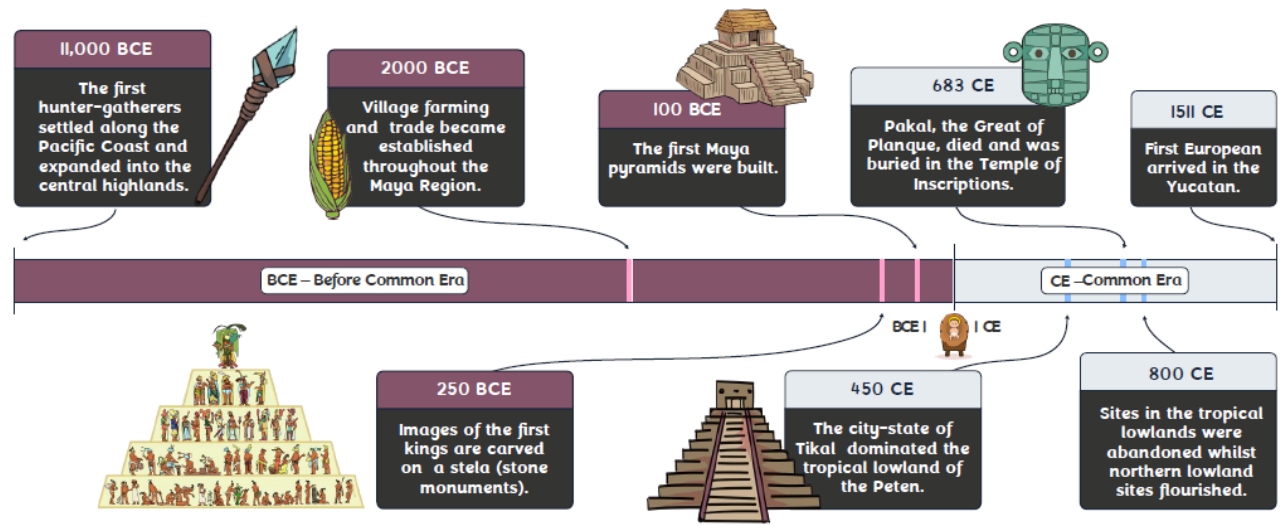 11,000 BCE
The first
hunter-gatherers
settled along the
Pacific Coast and
expanded into the
central highlands.
2000 BCE
Village farming
and trade became
established
throughout the
Maya Region.
100 BCE
The first Maya
pyramids were built.
683 CE
Pakal, the Great of
Planque, died and was
buried in the Temple of
Inscriptions.
1511 CE
First European
arrived in the
Yucatan.
BCE – Before Common Era
CE –Common Era
BCE 1
1 CE
250 BCE
Images of the first
kings are carved
on a stela (stone
monuments).
450 CE
The city-state of
Tikal dominated the
tropical lowland of
the Peten.
800 CE
Sites in the tropical
lowlands were
abandoned whilst
northern lowland
sites flourished.